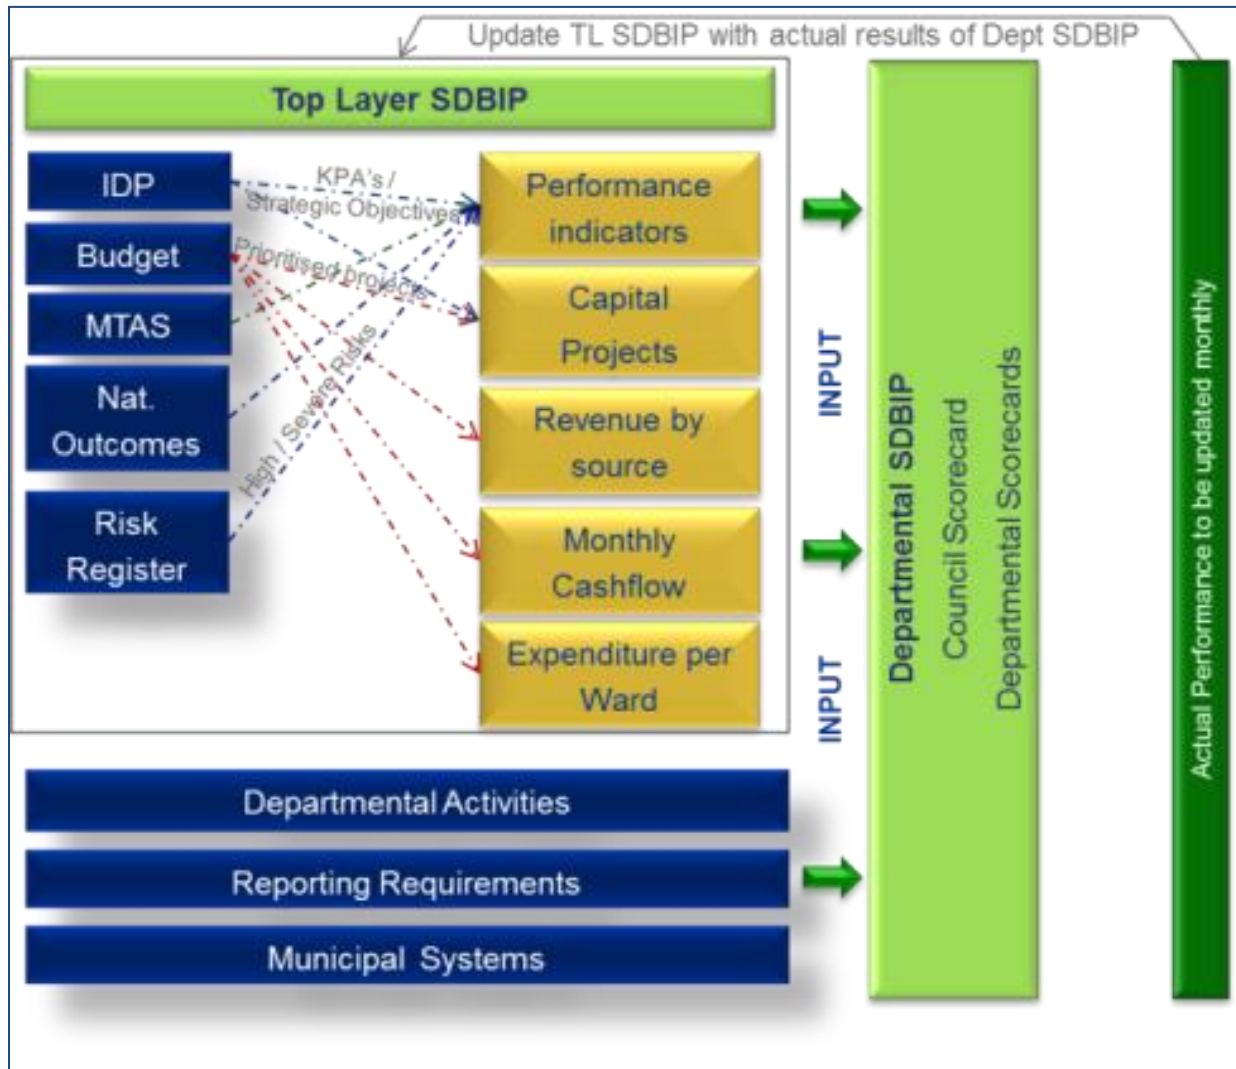 Update TL SDBIP with actual results of Dept SDBIP
Top Layer SDBIP
IDP
Budget
MTAS
Nat.
Outcomes
Risk
Register
KPA's /
Strategic Objectives
Prioritised projects
High / Severe Risks
Performance
indicators
Capital
Projects
Revenue by
source
Monthly
Cashflow
Expenditure per
Ward
INPUT
INPUT
Departmental SDBIP
Council Scorecard
Departmental Scorecards
Actual Performance to be updated monthly
Departmental Activities
Reporting Requirements
Municipal Systems